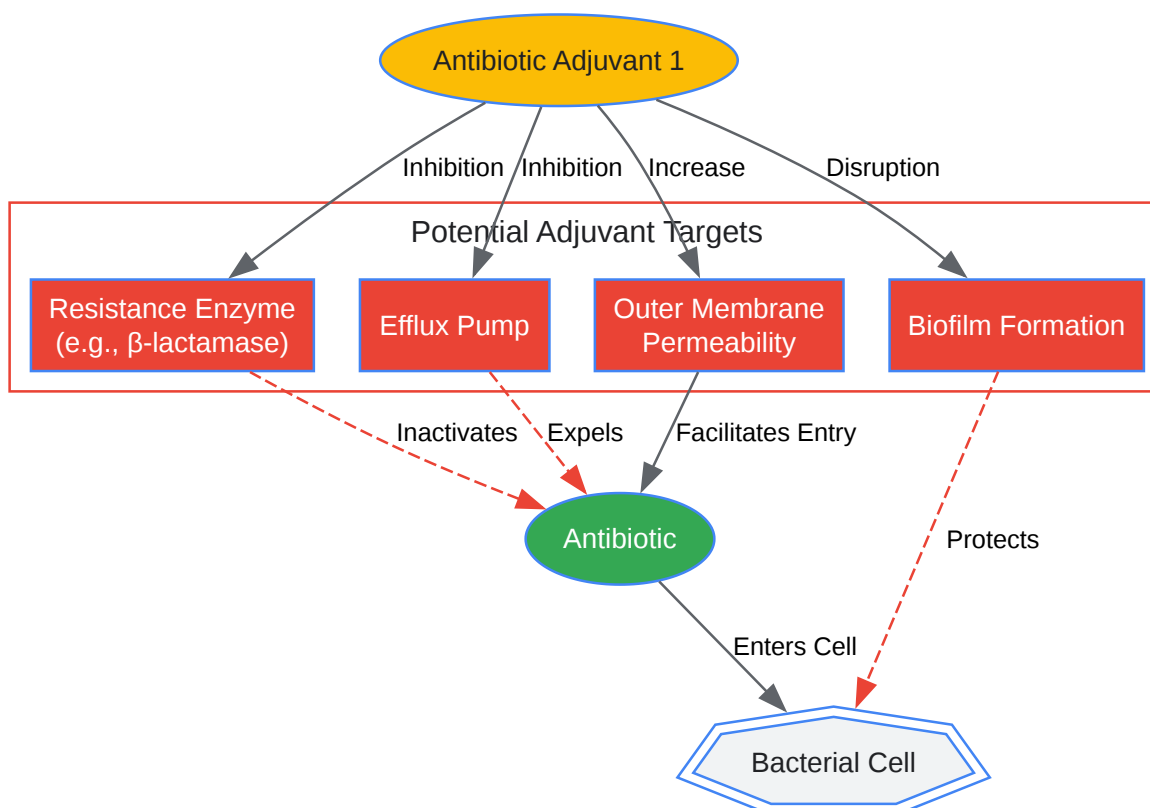 Antibiotic Adjuvant 1
Inhibition
Inhibition
Increase
Disruption
Potential Adjuvant Targets
Resistance Enzyme
(e.g., β-lactamase)
Efflux Pump
Outer Membrane
Permeability
Biofilm Formation
Inactivates
Expels
Facilitates Entry
Antibiotic
Protects
Enters Cell
Bacterial Cell